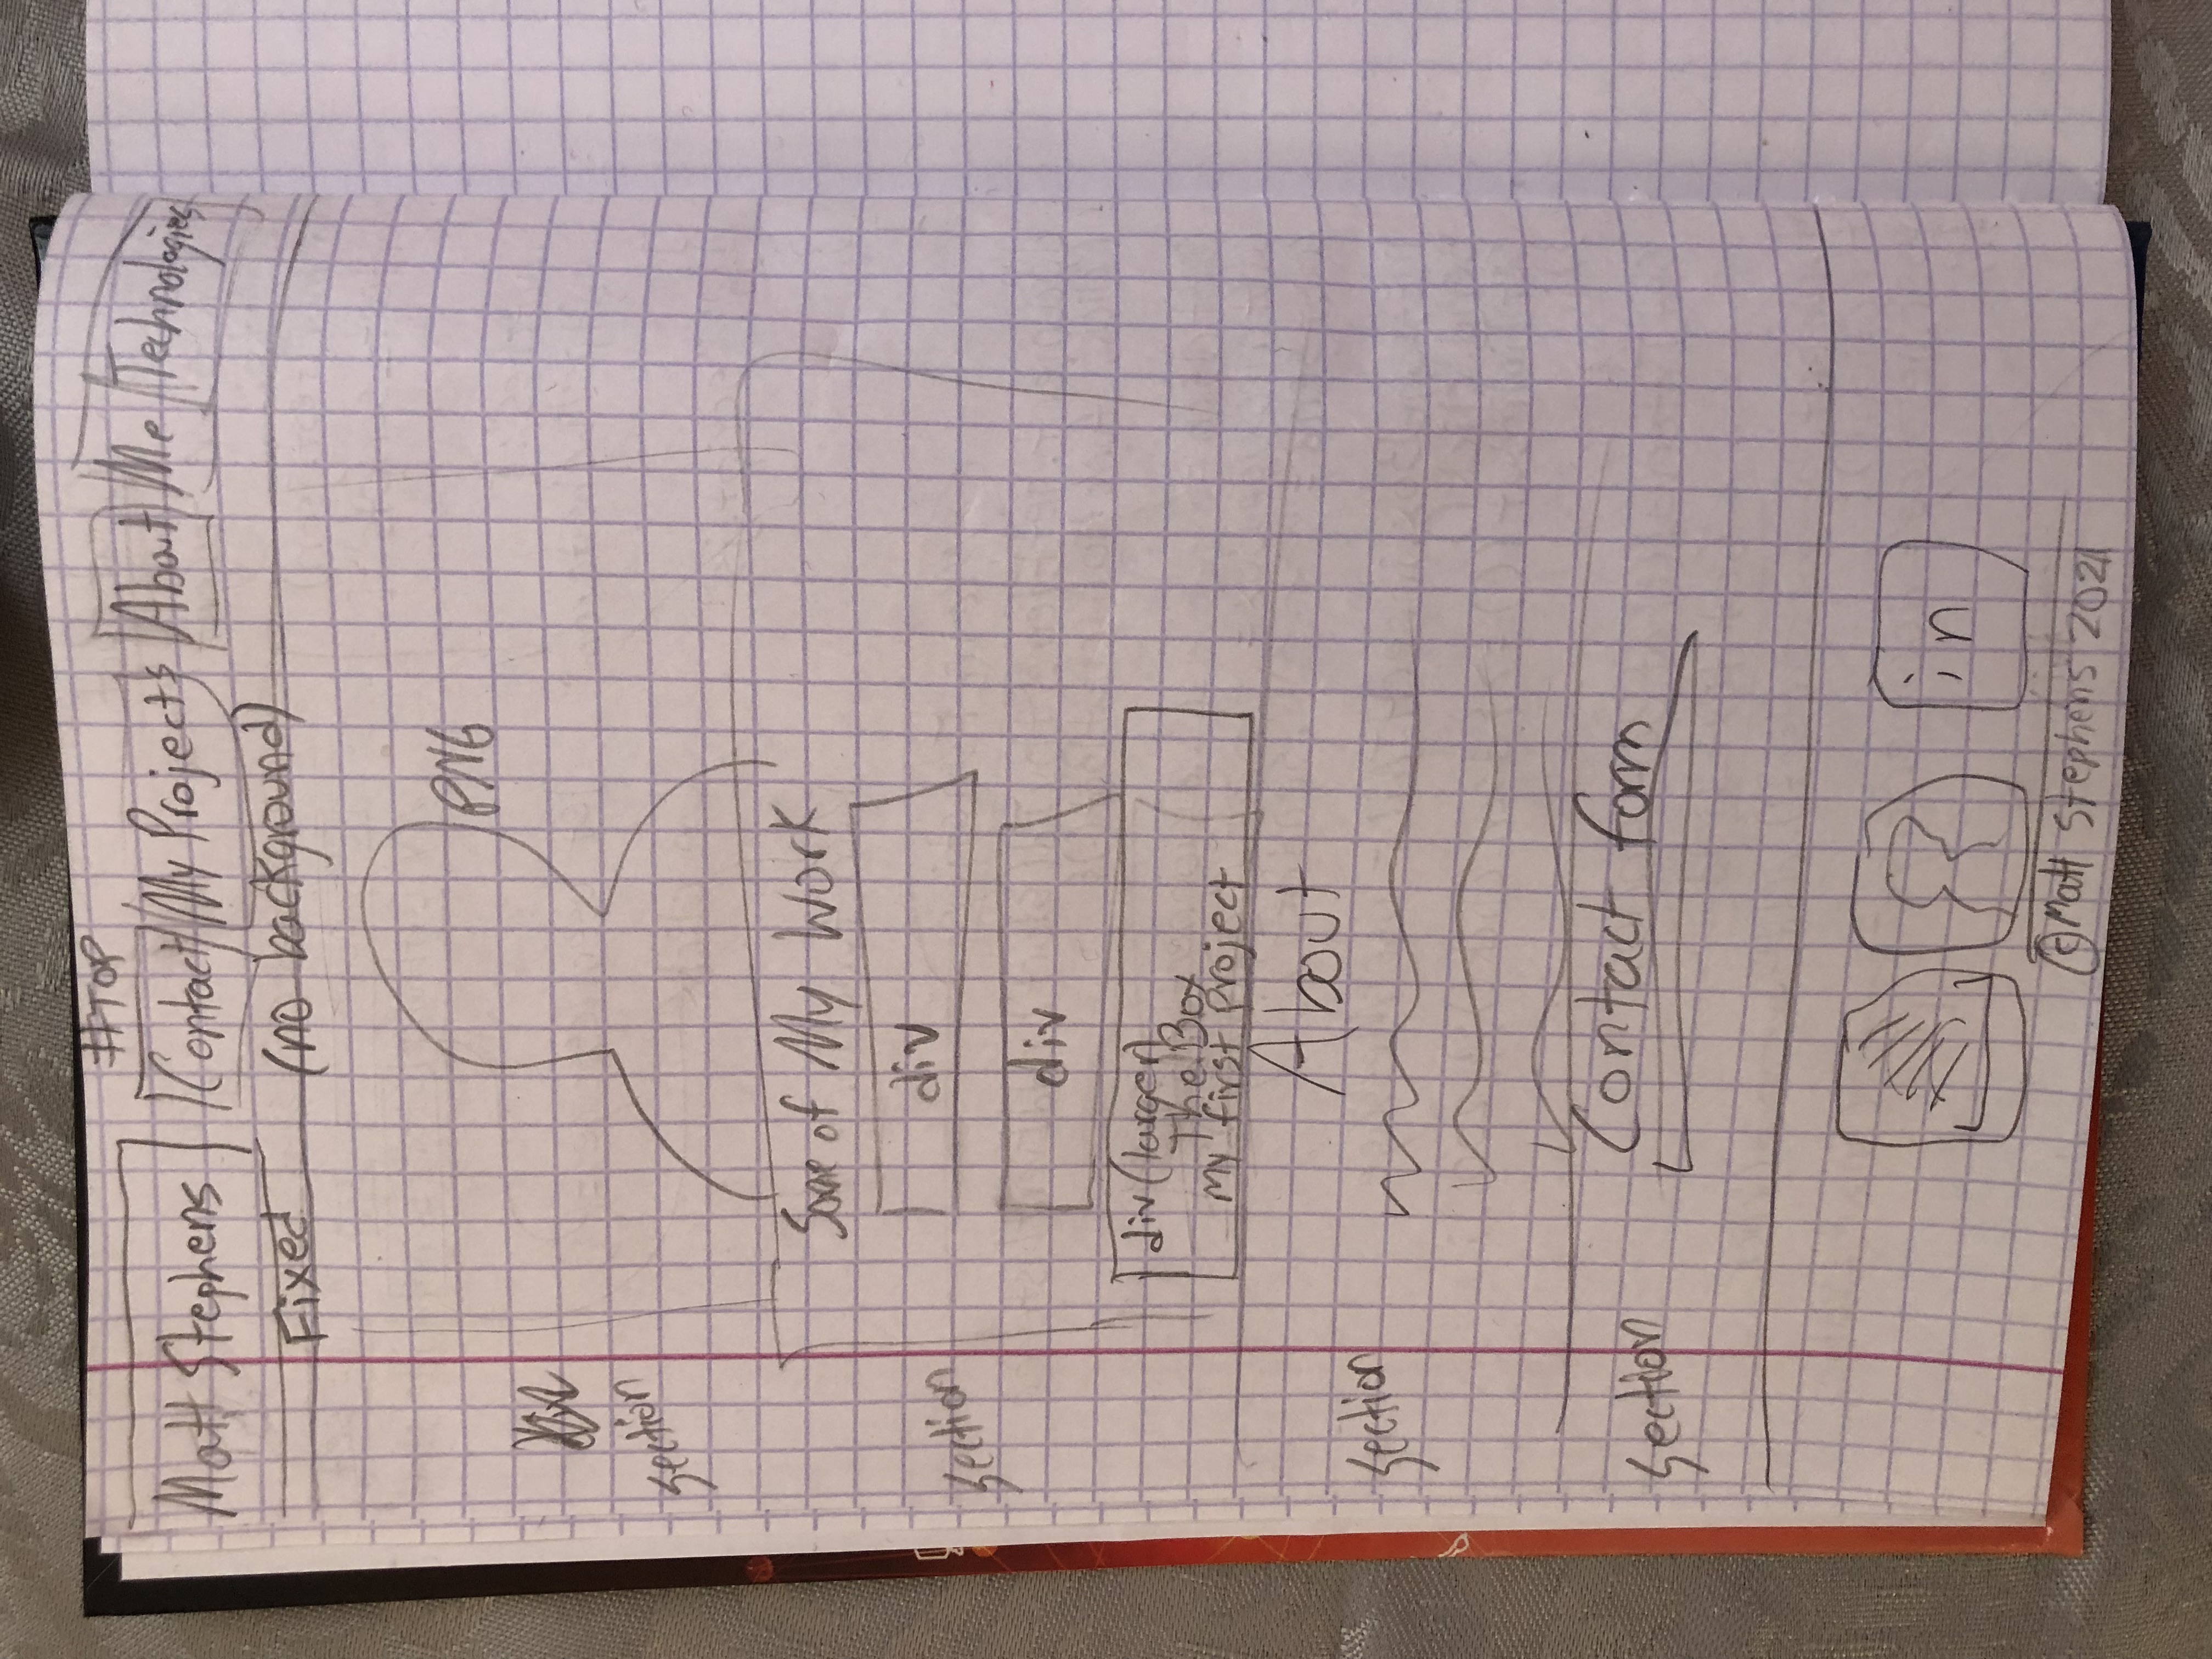 #TOP
Matt Stephens Contact My Projects About Me Technologies
Fixed (no background)
PNG
section
Some of My Work
div
section
div
div (larger)
The Box
My first project
About
section
Contact form
section
in
©Matt Stephens 2021